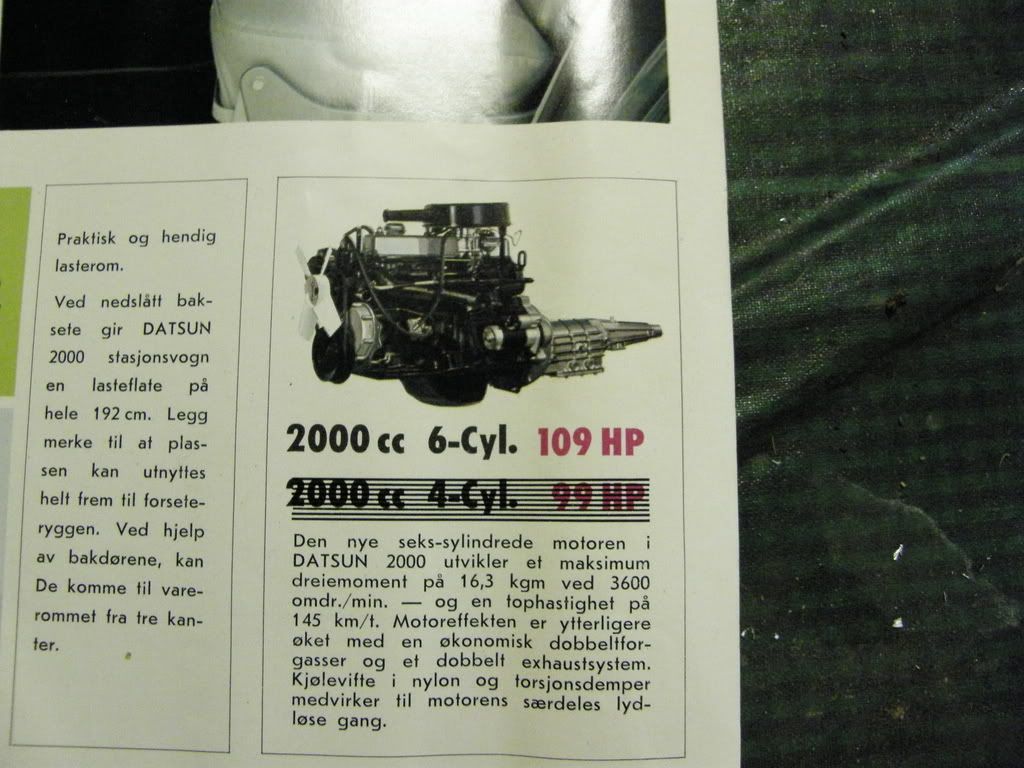 Praktisk og hendig
lasterom.
Ved nedslått bak-
sete gir DATSUN
2000 stasjonsvogn
en lasteflate på
hele 192 cm. Legg
merke til at plas-
sen kan utnyttes
helt frem til forsete-
ryggen. Ved hjelp
av bakdørene, kan
De komme til vare-
rommet fra tre kan-
ter.
2000 cc 6-Cyl. 109 HP
2000 cc 4-Cyl. 99 HP
Den nye seks-sylindrede motoren i
DATSUN 2000 utvikler et maksimum
dreiemoment på 16,3 kgm ved 3600
omdr./min. — og en tophastighet på
145 km/t. Motoreffekten er ytterligere
øket med en økonomisk dobbeltfor-
gasser og et dobbelt exhaustsystem.
Kjølevifte i nylon og torsjonsdemper
medvirker til motorens særdeles lyd-
løse gang.